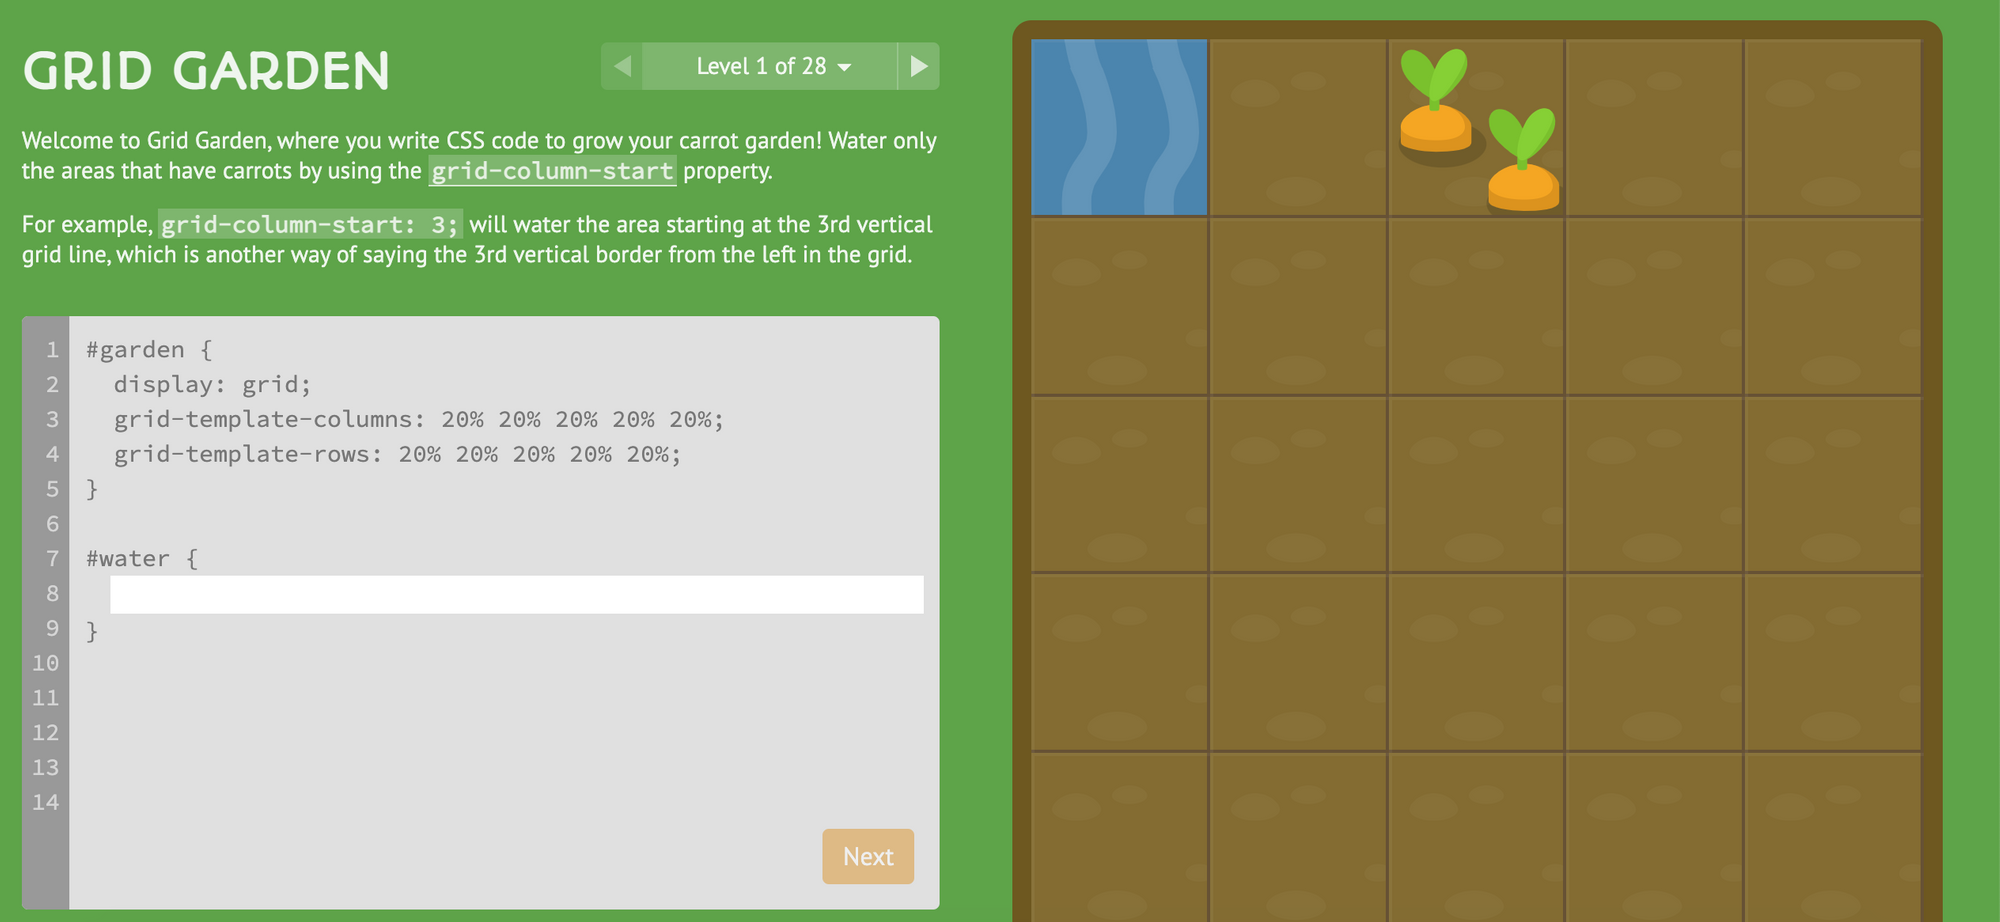 GRID GARDEN
Level 1 of 28
Welcome to Grid Garden, where you write CSS code to grow your carrot garden! Water only
the areas that have carrots by using the grid-column-start property.
For example, grid-column-start: 3; will water the area starting at the 3rd vertical
grid line, which is another way of saying the 3rd vertical border from the left in the grid.
1 #garden {
2 display: grid;
3 grid-template-columns: 20% 20% 20% 20% 20%;
4 grid-template-rows: 20% 20% 20% 20% 20%;
5 }
6
7 #water {
8
9 }
10
11
12
13
14
Next